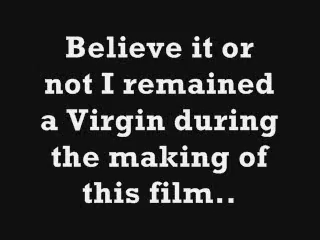 Believe it or
not I remained
a Virgin during
the making of
this film..